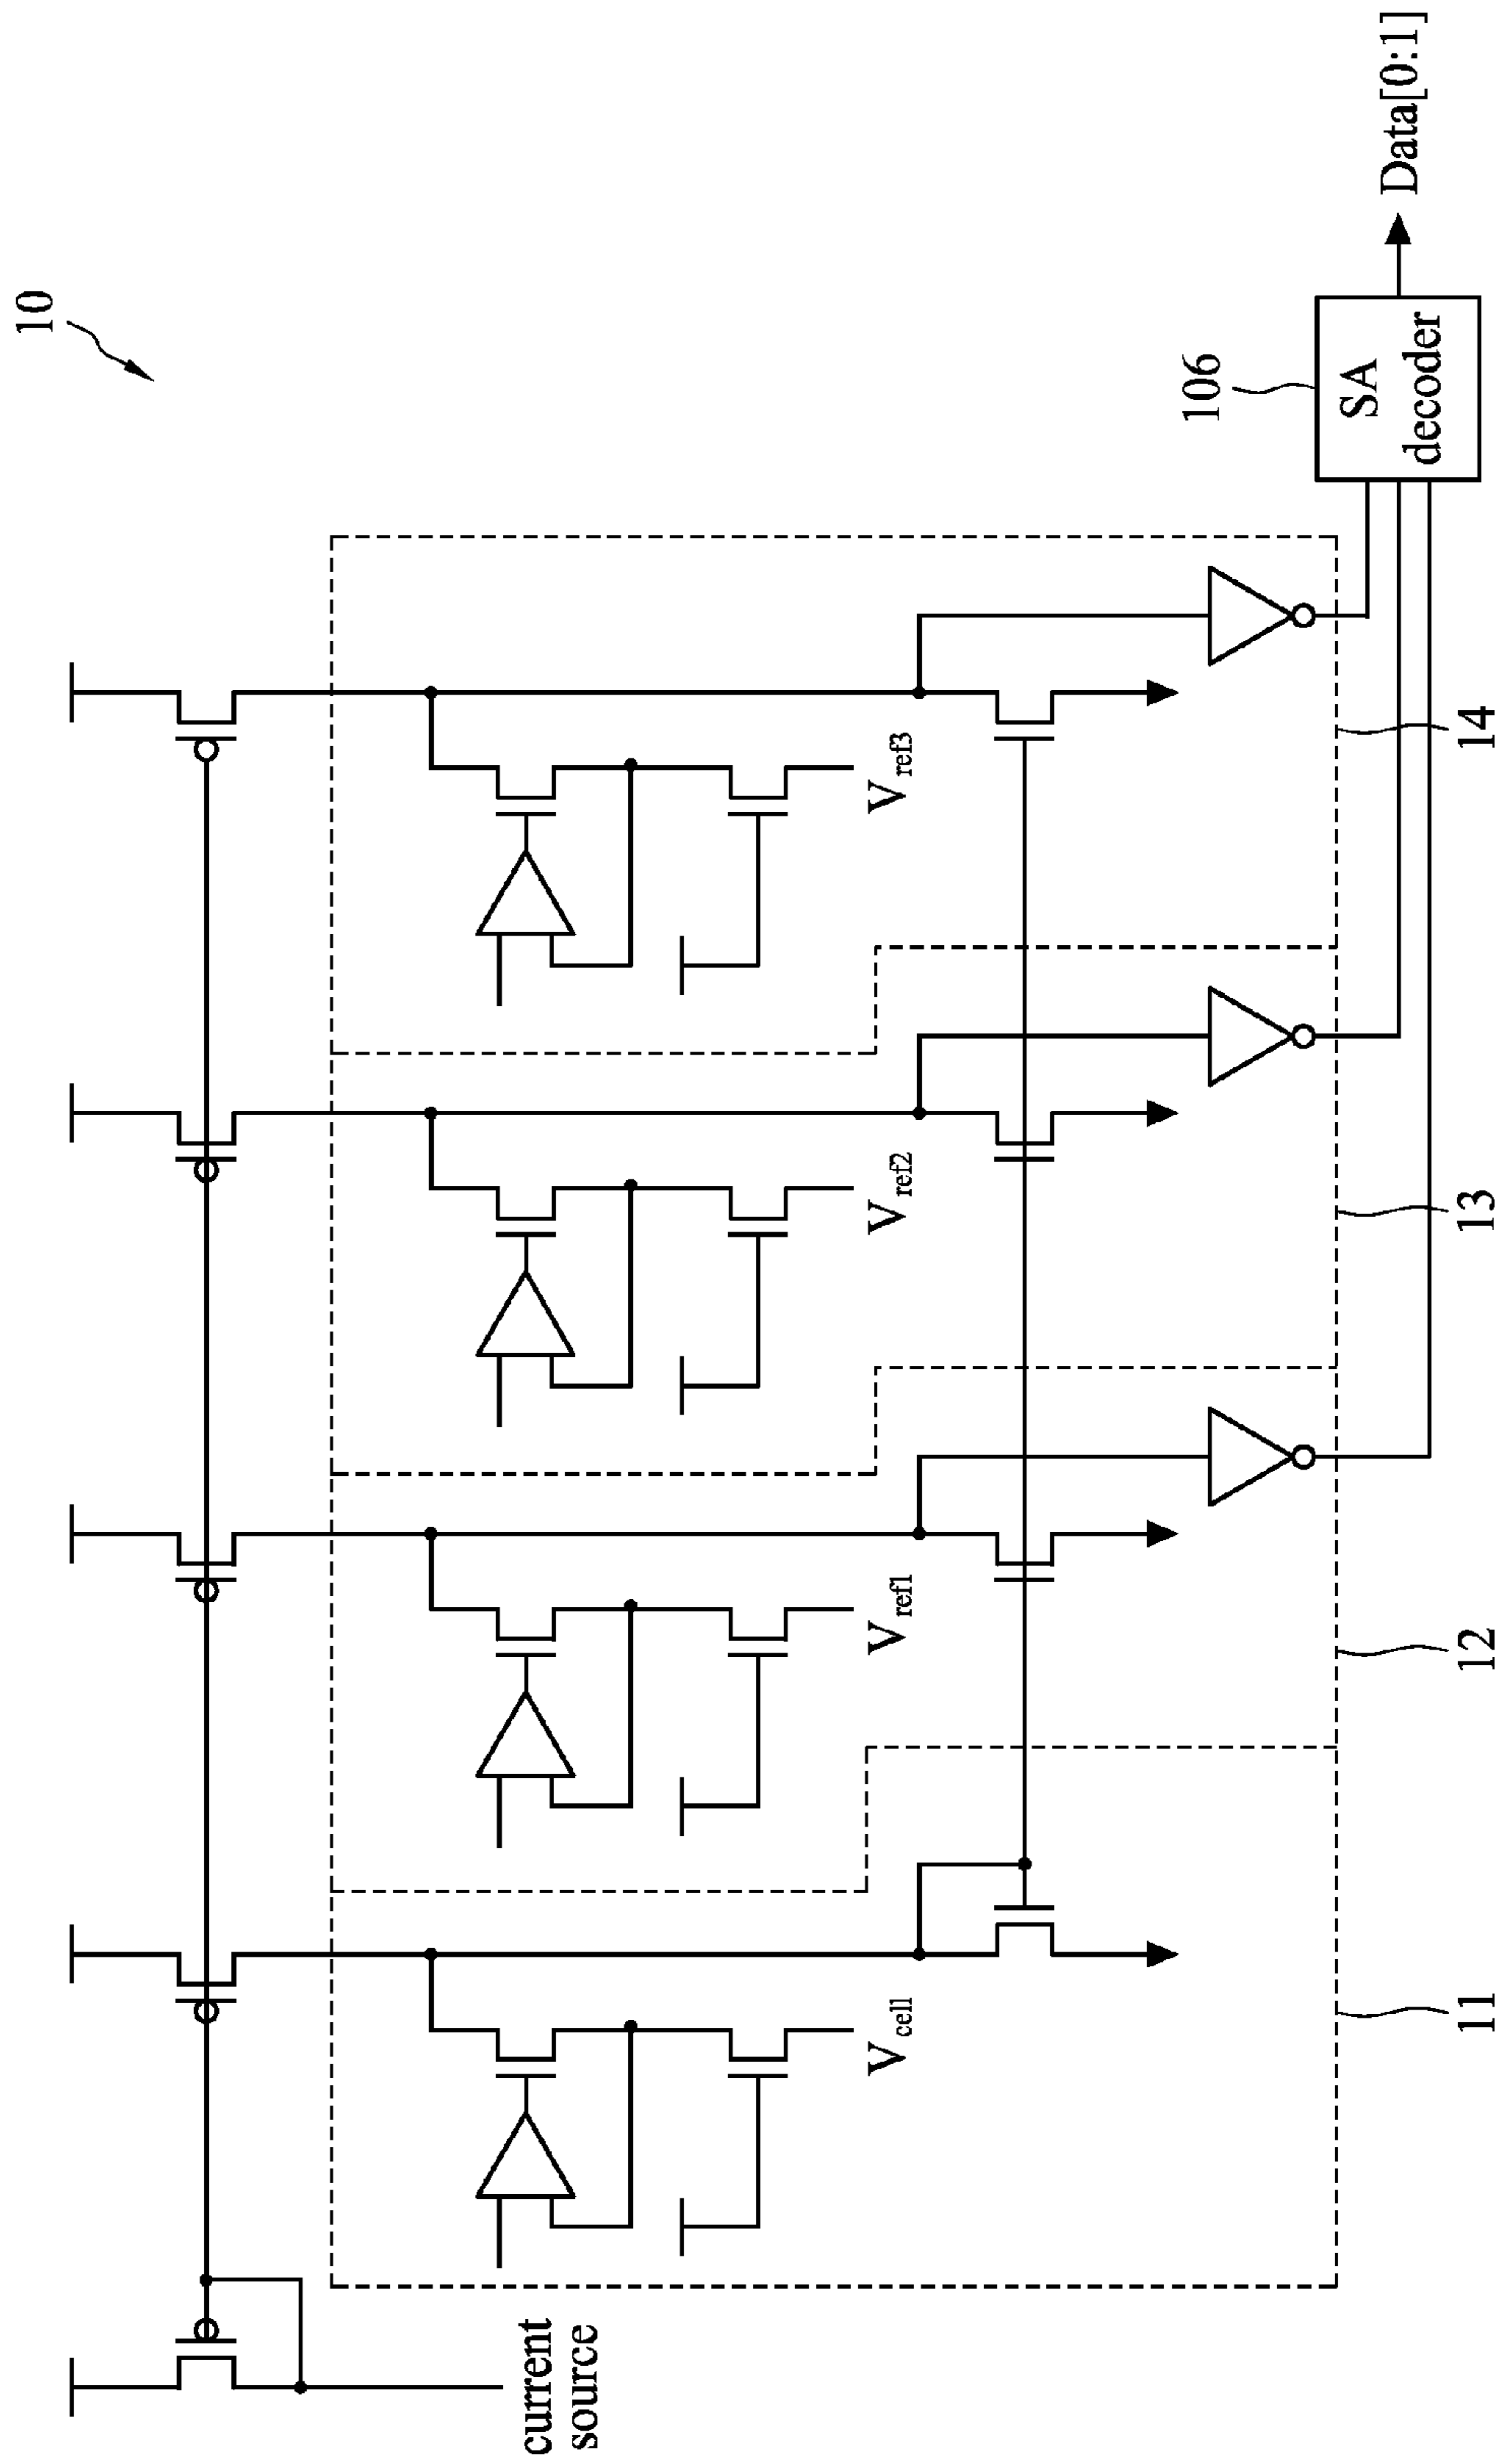 10
current
source
V_cell
V_ref1
V_ref2
V_ref3
11
12
13
14
106
SA
decoder
Data[0:1]